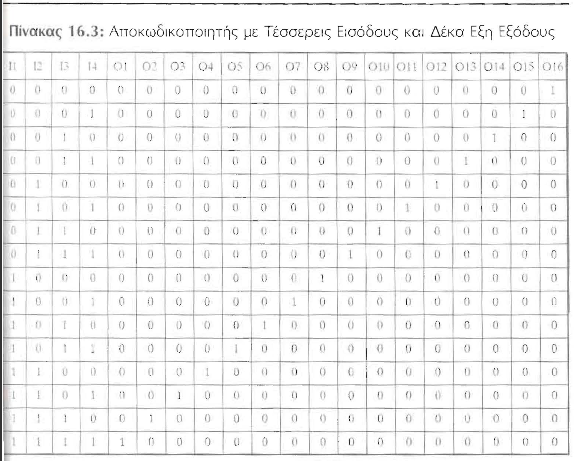 Πίνακας 16.3: Αποκωδικοποιητής με Τέσσερεις Εισόδους και Δέκα Εξη Εξόδους
I1 I2 I3 I4 O1 O2 O3 O4 O5 O6 O7 O8 O9 O10 O11 O12 O13 O14 O15 O16
0 0 0 0 0 0 0 0 0 0 0 0 0 0 0 0 0 0 0 1
0 0 0 1 0 0 0 0 0 0 0 0 0 0 0 0 0 0 1 0
0 0 1 0 0 0 0 0 0 0 0 0 0 0 0 0 0 1 0 0
0 0 1 1 0 0 0 0 0 0 0 0 0 0 0 0 1 0 0 0
0 1 0 0 0 0 0 0 0 0 0 0 0 0 0 1 0 0 0 0
0 1 0 1 0 0 0 0 0 0 0 0 0 0 1 0 0 0 0 0
0 1 1 0 0 0 0 0 0 0 0 0 0 1 0 0 0 0 0 0
0 1 1 1 0 0 0 0 0 0 0 0 1 0 0 0 0 0 0 0
1 0 0 0 0 0 0 0 0 0 0 1 0 0 0 0 0 0 0 0
1 0 0 1 0 0 0 0 0 0 1 0 0 0 0 0 0 0 0 0
1 0 1 0 0 0 0 0 0 1 0 0 0 0 0 0 0 0 0 0
1 0 1 1 0 0 0 0 1 0 0 0 0 0 0 0 0 0 0 0
1 1 0 0 0 0 0 1 0 0 0 0 0 0 0 0 0 0 0 0
1 1 0 1 0 0 1 0 0 0 0 0 0 0 0 0 0 0 0 0
1 1 1 0 0 1 0 0 0 0 0 0 0 0 0 0 0 0 0 0
1 1 1 1 1 0 0 0 0 0 0 0 0 0 0 0 0 0 0 0